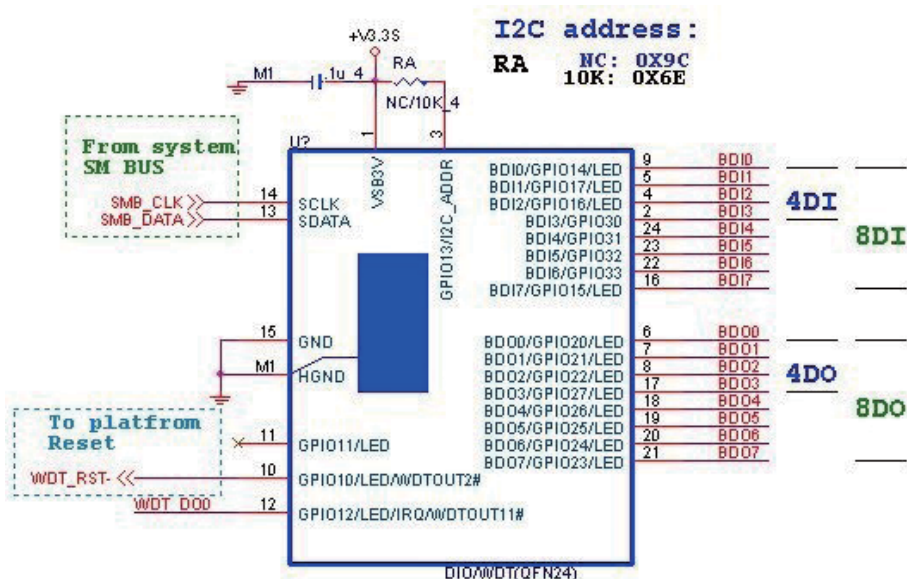 I2C address:
RA NC: 0X9C
10K: 0X6E
+V3.3S
M1 .1u_4 RA
NC/10K_4
From system
SM BUS
U?
1 3
VSB3V
GPIO13/I2C_ADDR
SMB_CLK 14 SCLK
SMB_DATA 13 SDATA
BDI0/GPIO14/LED 9 BDI0
BDI1/GPIO17/LED 5 BDI1
BDI2/GPIO16/LED 4 BDI2
BDI3/GPIO30 2 BDI3
BDI4/GPIO31 24 BDI4
BDI5/GPIO32 23 BDI5
BDI6/GPIO33 22 BDI6
BDI7/GPIO15/LED 16 BDI7
4DI
8DI
15 GND
M1 HGND
BDO0/GPIO20/LED 6 BDO0
BDO1/GPIO21/LED 7 BDO1
BDO2/GPIO22/LED 8 BDO2
BDO3/GPIO27/LED 17 BDO3
BDO4/GPIO26/LED 18 BDO4
BDO5/GPIO25/LED 19 BDO5
BDO6/GPIO24/LED 20 BDO6
BDO7/GPIO23/LED 21 BDO7
4DO
8DO
To platfrom
Reset
11 GPIO11/LED
WDT_RST- 10 GPIO10/LED/WDTOUT2#
WDT_DO0 12 GPIO12/LED/IRQ/WDTOUT11#
DIO/WDT(QFN24)